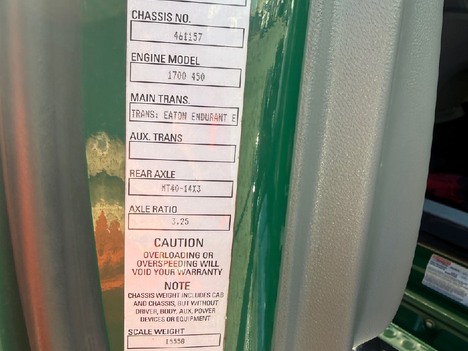 CHASSIS NO.
461157
ENGINE MODEL
1700 450
MAIN TRANS.
TRANS: EATON ENDURANT E
AUX. TRANS
REAR AXLE
MT40-14X3
AXLE RATIO
3.25
CAUTION
OVERLOADING OR
OVERSPEEDING WILL
VOID YOUR WARRANTY
NOTE
CHASSIS WEIGHT INCLUDES CAB
AND CHASSIS, BUT WITHOUT
DRIVER, BODY, AUX. POWER
DEVICES OR EQUIPMENT
SCALE WEIGHT
15550